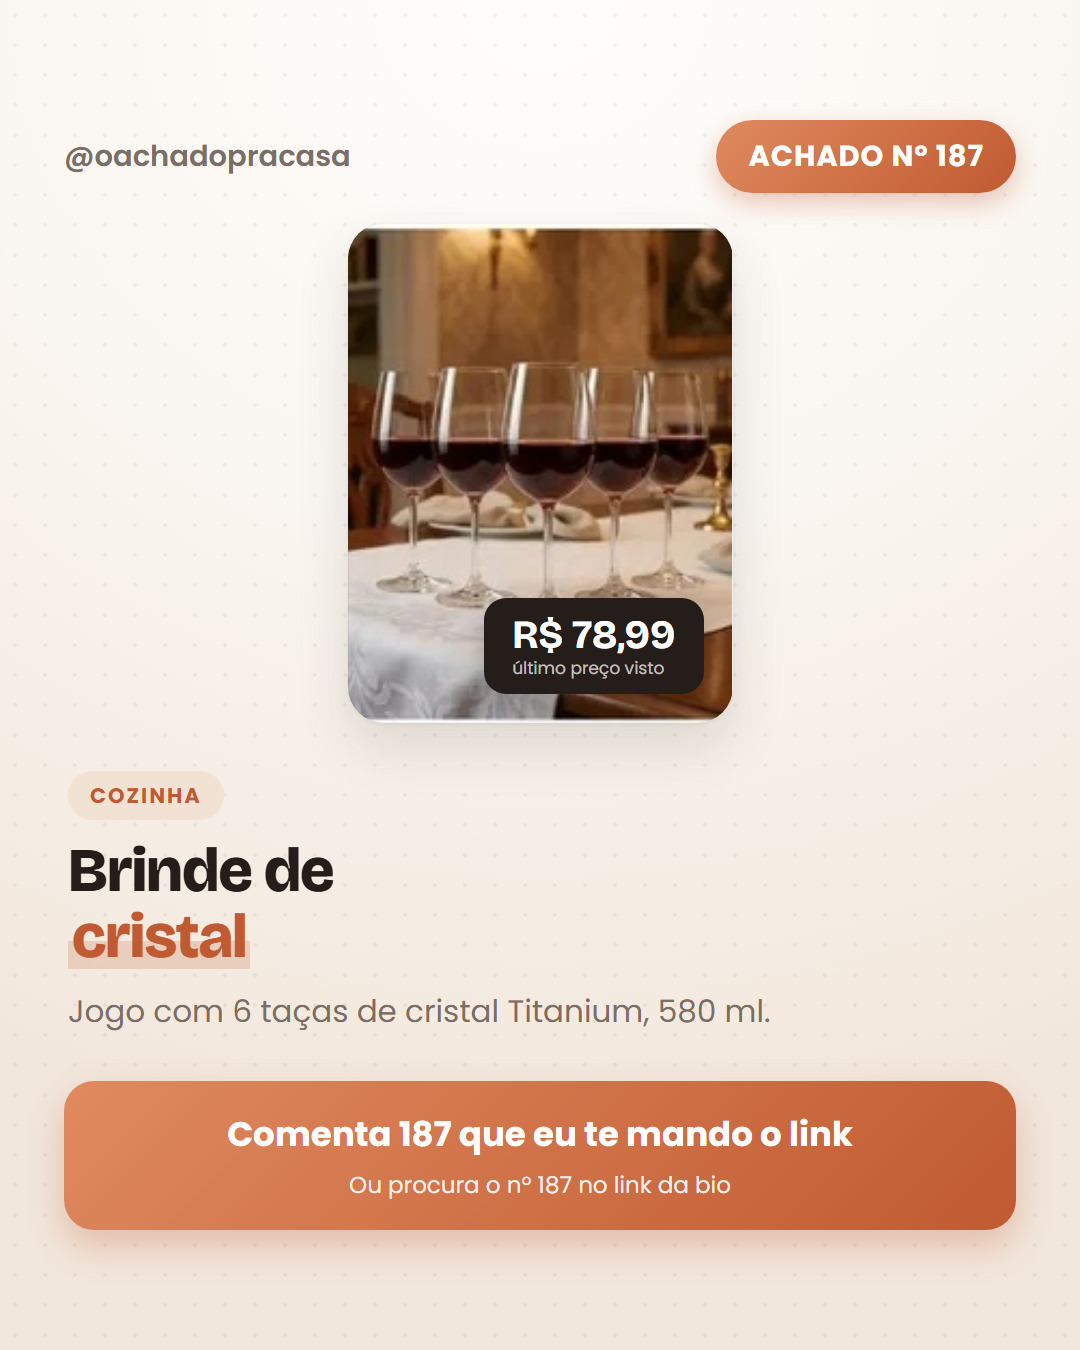 @oachadopracasa
ACHADO Nº 187
R$ 78,99
último preço visto
COZINHA
Brinde de
cristal
Jogo com 6 taças de cristal Titanium, 580 ml.
Comenta 187 que eu te mando o link
Ou procura o nº 187 no link da bio